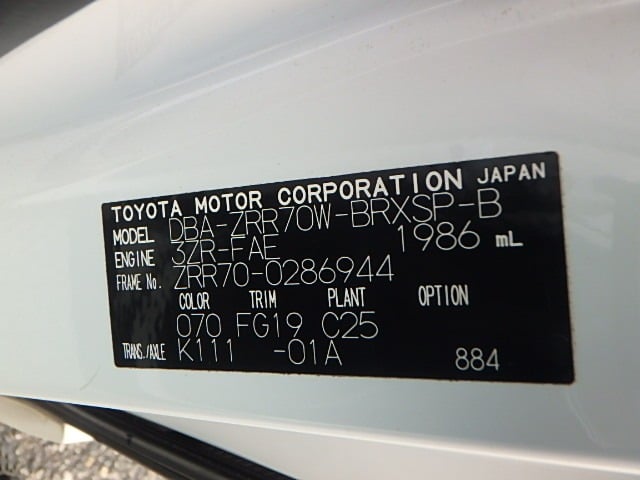 TOYOTA MOTOR CORPORATION JAPAN
MODEL DBA-ZRR70W-BRXSP-B
ENGINE 3ZR-FAE 1986 mL
FRAME No. ZRR70-0286944
COLOR TRIM PLANT OPTION
070 FG19 C25
TRANS./AXLE K111 -01A 884